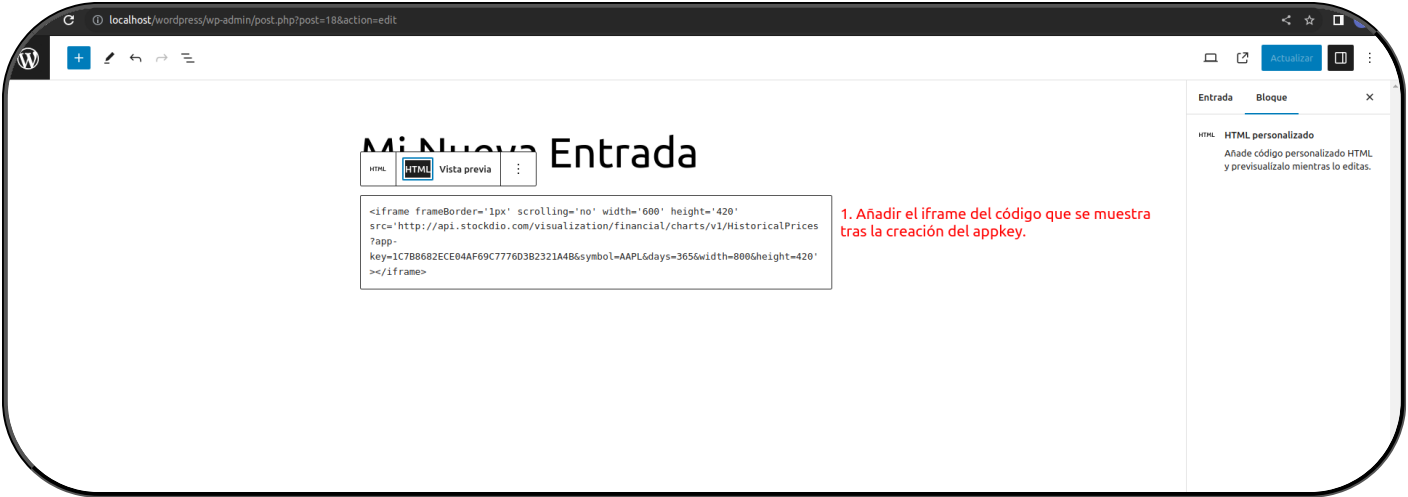 localhost/wordpress/wp-admin/post.php?post=18&action=edit
Actualizar
Entrada Bloque
Mi Nueva Entrada
HTML HTML Vista previa
HTML HTML personalizado
Añade código personalizado HTML
y previsualízalo mientras lo editas.
<iframe frameBorder='1px' scrolling='no' width='600' height='420'
src='http://api.stockdio.com/visualization/financial/charts/v1/HistoricalPrices
?app-
key=1C7B8682ECE04AF69C7776D3B2321A4B&symbol=AAPL&days=365&width=800&height=420'
></iframe>
1. Añadir el iframe del código que se muestra
tras la creación del appkey.